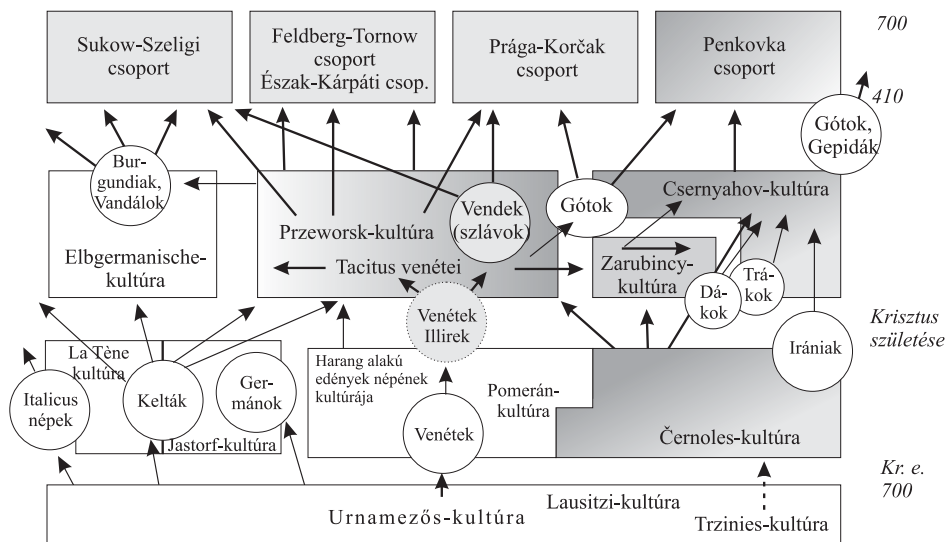 Sukow-Szeligi
csoport
Feldberg-Tornow
csoport
Észak-Kárpáti csop.
Prága-Korčak
csoport
Penkovka
csoport
700
410
Gótok,
Gepidák
Bur-
gundiak,
Vandálok
Elbgermanische-
kultúra
Przeworsk-kultúra
Tacitus venétei
Vendek
(szlávok)
Gótok
Csernyahov-kultúra
Zarubincy-
kultúra
Dá-
kok
Trá-
kok
Venétek
Illirek
Krisztus
születése
La Tène
kultúra
Italicus
népek
Kelták
Ger-
mánok
Jastorf-kultúra
Harang alakú
edények népének
kultúrája
Pomerán-
kultúra
Venétek
Irániak
Černoles-kultúra
Kr. e.
700
Urnamezős-kultúra
Lausitzi-kultúra
Trzinies-kultúra